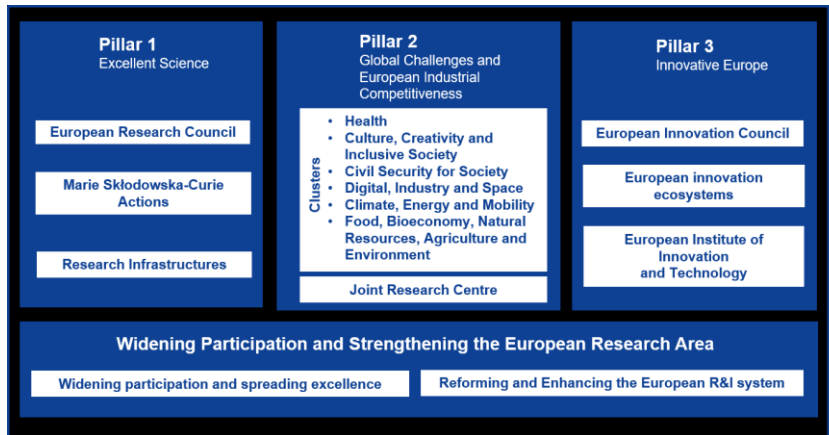 Pillar 1
Excellent Science
European Research Council
Marie Skłodowska-Curie
Actions
Research Infrastructures
Pillar 2
Global Challenges and
European Industrial
Competitiveness
Clusters
• Health
• Culture, Creativity and
Inclusive Society
• Civil Security for Society
• Digital, Industry and Space
• Climate, Energy and Mobility
• Food, Bioeconomy, Natural
Resources, Agriculture and
Environment
Joint Research Centre
Pillar 3
Innovative Europe
European Innovation Council
European innovation
ecosystems
European Institute of
Innovation
and Technology
Widening Participation and Strengthening the European Research Area
Widening participation and spreading excellence
Reforming and Enhancing the European R&I system